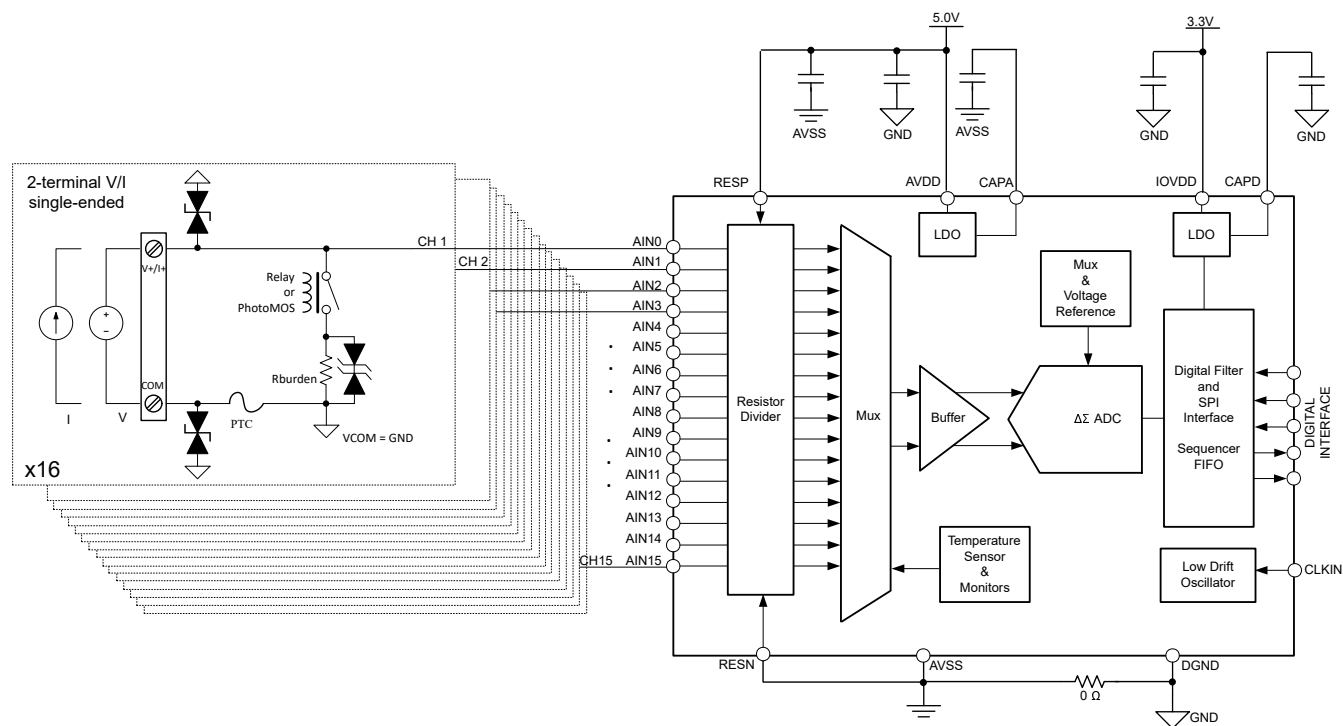 5.0V
3.3V
AVSS
GND
AVSS
GND
GND
RESP
AVDD
CAPA
IOVDD
CAPD
2-terminal V/I
single-ended
V+/I+
COM
I
V
+
−
PTC
Relay
or
PhotoMOS
Rburden
VCOM = GND
x16
CH 1
CH 2
CH15
AIN0
AIN1
AIN2
AIN3
AIN4
AIN5
AIN6
AIN7
AIN8
AIN9
AIN10
AIN11
AIN12
AIN13
AIN14
AIN15
Resistor
Divider
Mux
Buffer
LDO
LDO
Mux
&
Voltage
Reference
ΔΣ ADC
Digital Filter
and
SPI
Interface
Sequencer
FIFO
DIGITAL
INTERFACE
Temperature
Sensor
&
Monitors
Low Drift
Oscillator
CLKIN
RESN
AVSS
DGND
0 Ω
GND